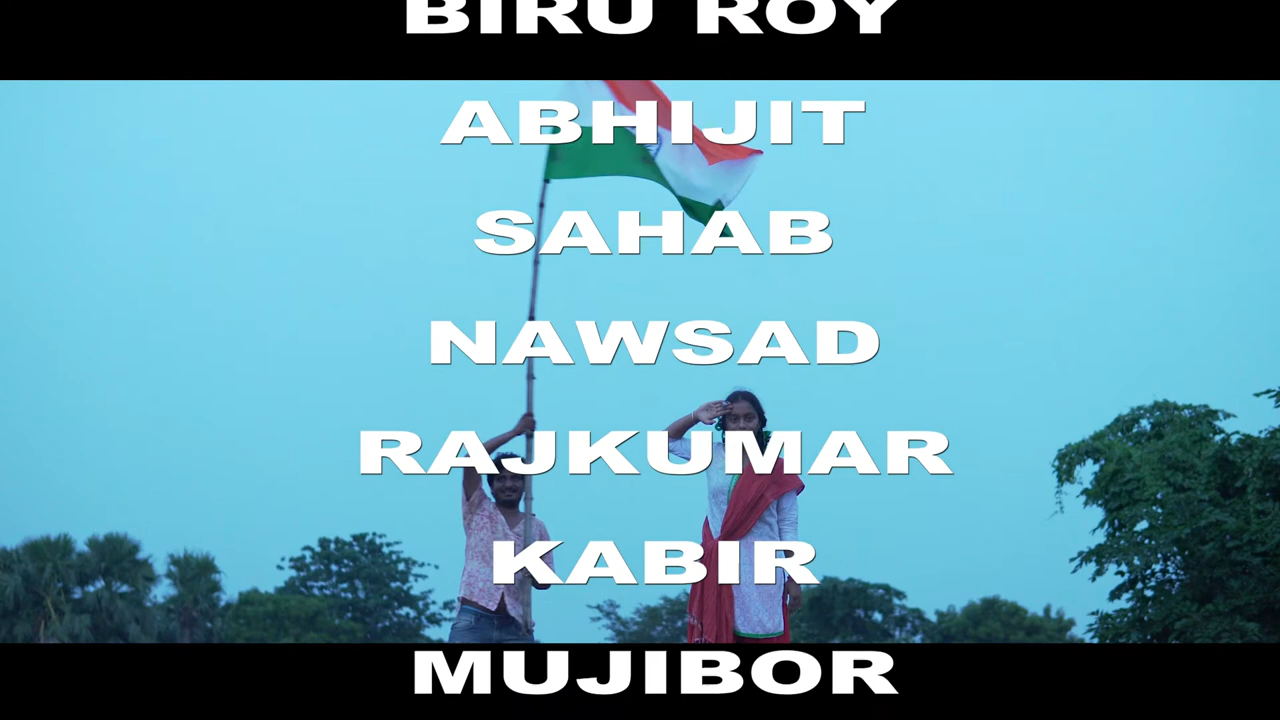 BIRU ROY
ABHIJIT
SAHAB
NAWSAD
RAJKUMAR
KABIR
MUJIBOR